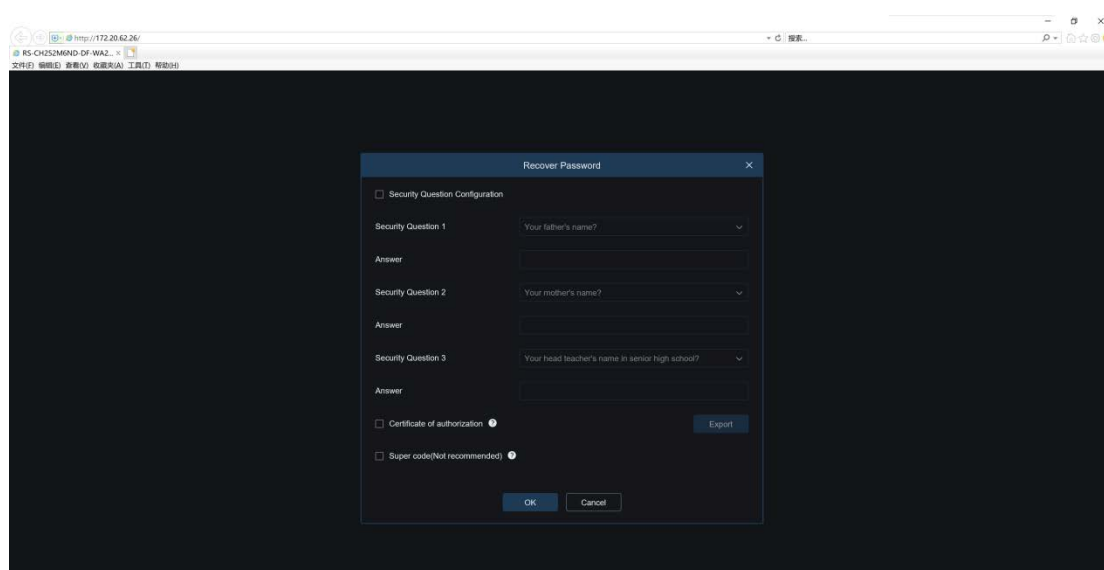 http://172.20.62.26/
搜索...
RS-CH252M6ND-DF-WA2...
文件(F) 编辑(E) 查看(V) 收藏夹(A) 工具(T) 帮助(H)
Recover Password
Security Question Configuration
Security Question 1 Your father's name?
Answer
Security Question 2 Your mother's name?
Answer
Security Question 3 Your head teacher's name in senior high school?
Answer
Certificate of authorization ? Export
Super code(Not recommended) ?
OK Cancel